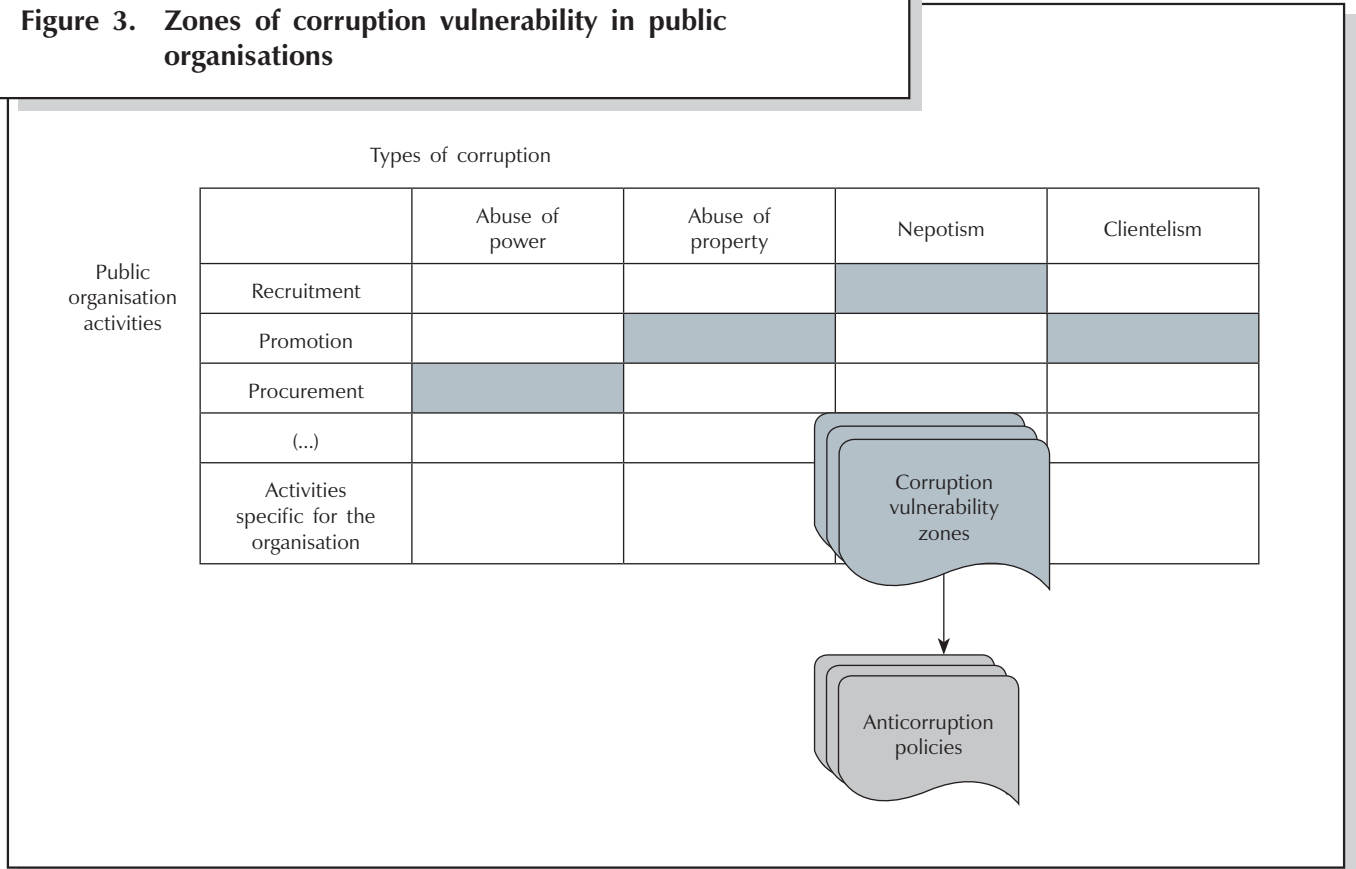 Figure 3. Zones of corruption vulnerability in public
organisations
Types of corruption
Abuse of
power
Abuse of
property
Nepotism
Clientelism
Public
organisation
activities
Recruitment
Promotion
Procurement
(...)
Activities
specific for the
organisation
Corruption
vulnerability
zones
Anticorruption
policies